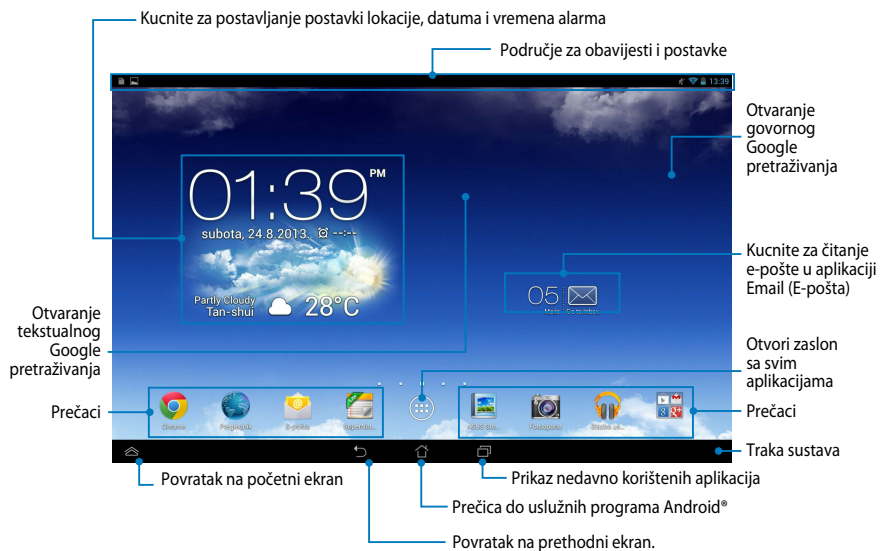 Kucnite za postavljanje postavki lokacije, datuma i vremena alarma
Područje za obavijesti i postavke
13:39
Otvaranje
govornog
Google
pretraživanja
01:39 PM
subota, 24.8.2013. --:--
Partly Cloudy
Tan-shui
28°C
05
Kucnite za čitanje
e-pošte u aplikaciji
Email (E-pošta)
Otvaranje
tekstualnog
Google
pretraživanja
Otvori zaslon
sa svim
aplikacijama
Prečaci
Chrome
Preglednik
E-pošta
SuperNot...
Fotoaparat
Prečaci
Traka sustava
Povratak na početni ekran
Prikaz nedavno korištenih aplikacija
Prečica do uslužnih programa Android®
Povratak na prethodni ekran.